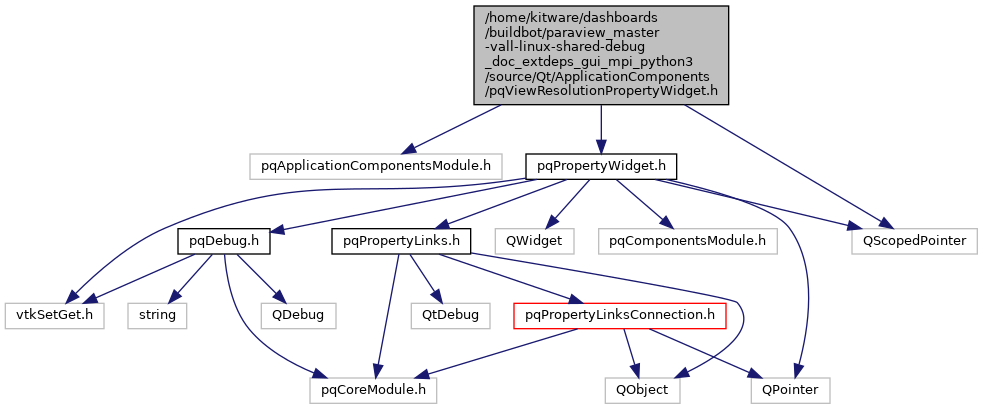 /home/kitware/dashboards
/buildbot/paraview_master
-vall-linux-shared-debug
_doc_extdeps_gui_mpi_python3
/source/Qt/ApplicationComponents
/pqViewResolutionPropertyWidget.h
pqApplicationComponentsModule.h
pqPropertyWidget.h
pqDebug.h
pqPropertyLinks.h
QWidget
pqComponentsModule.h
QScopedPointer
vtkSetGet.h
string
QDebug
QtDebug
pqPropertyLinksConnection.h
pqCoreModule.h
QObject
QPointer